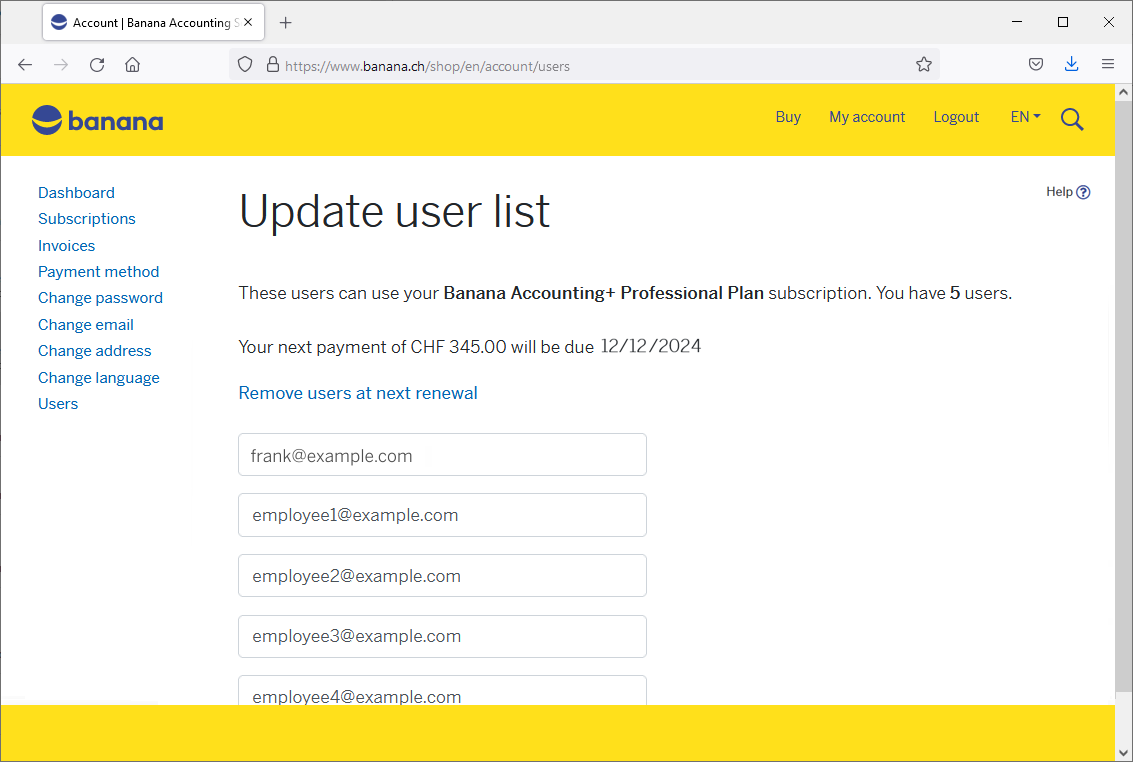 Account | Banana Accounting S
https://www.banana.ch/shop/en/account/users
banana
Buy
My account
Logout
EN
Dashboard
Subscriptions
Invoices
Payment method
Change password
Change email
Change address
Change language
Users
Help ?
Update user list
These users can use your Banana Accounting+ Professional Plan subscription. You have 5 users.
Your next payment of CHF 345.00 will be due 12/12/2024
Remove users at next renewal
frank@example.com
employee1@example.com
employee2@example.com
employee3@example.com
employee4@example.com